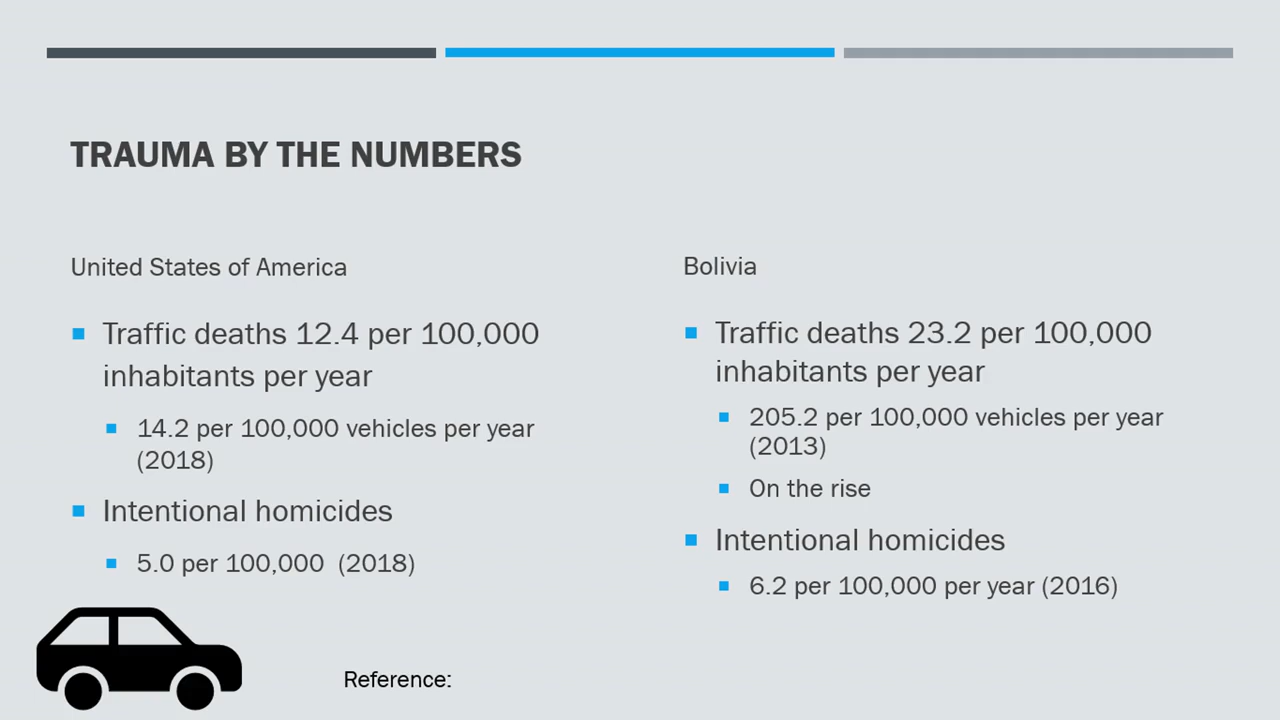 TRAUMA BY THE NUMBERS
United States of America
Traffic deaths 12.4 per 100,000
inhabitants per year
14.2 per 100,000 vehicles per year
(2018)
Intentional homicides
5.0 per 100,000 (2018)
Bolivia
Traffic deaths 23.2 per 100,000
inhabitants per year
205.2 per 100,000 vehicles per year
(2013)
On the rise
Intentional homicides
6.2 per 100,000 per year (2016)
Reference: